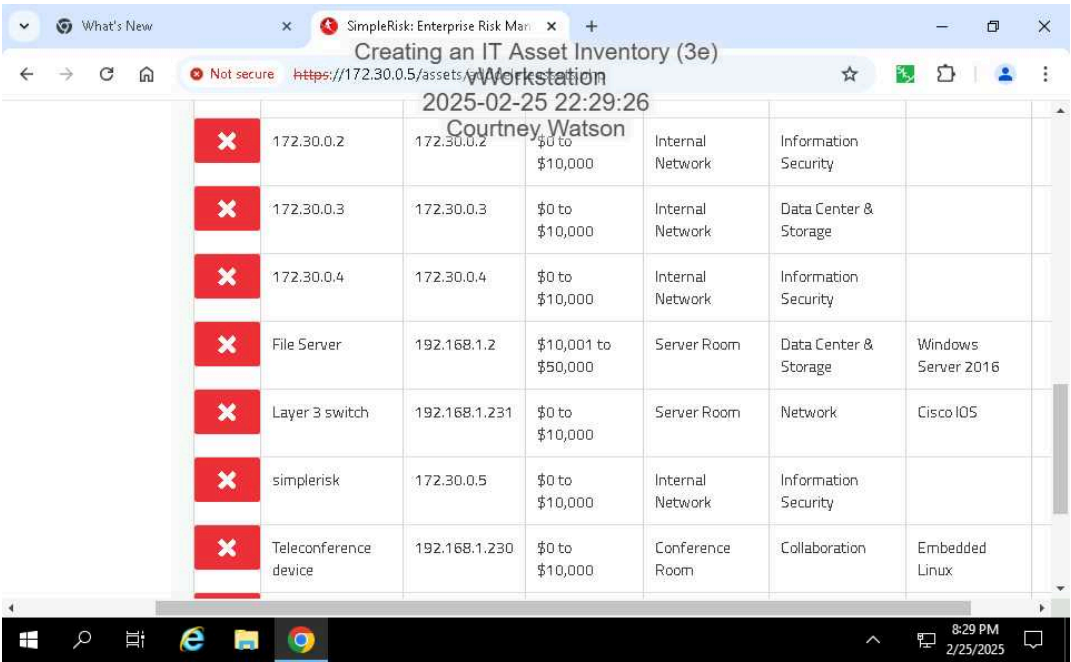 What's New
SimpleRisk: Enterprise Risk Man
Creating an IT Asset Inventory (3e)
Not secure https://172.30.0.5/assets/
vWorkstation
2025-02-25 22:29:26
Courtney Watson
172.30.0.2 172.30.0.2 $0 to Internal Information
$10,000 Network Security
172.30.0.3 172.30.0.3 $0 to Internal Data Center &
$10,000 Network Storage
172.30.0.4 172.30.0.4 $0 to Internal Information
$10,000 Network Security
File Server 192.168.1.2 $10,001 to Server Room Data Center & Windows
$50,000 Storage Server 2016
Layer 3 switch 192.168.1.231 $0 to Server Room Network Cisco IOS
$10,000
simplerisk 172.30.0.5 $0 to Internal Information
$10,000 Network Security
Teleconference 192.168.1.230 $0 to Conference Collaboration Embedded
device $10,000 Room Linux
8:29 PM
2/25/2025